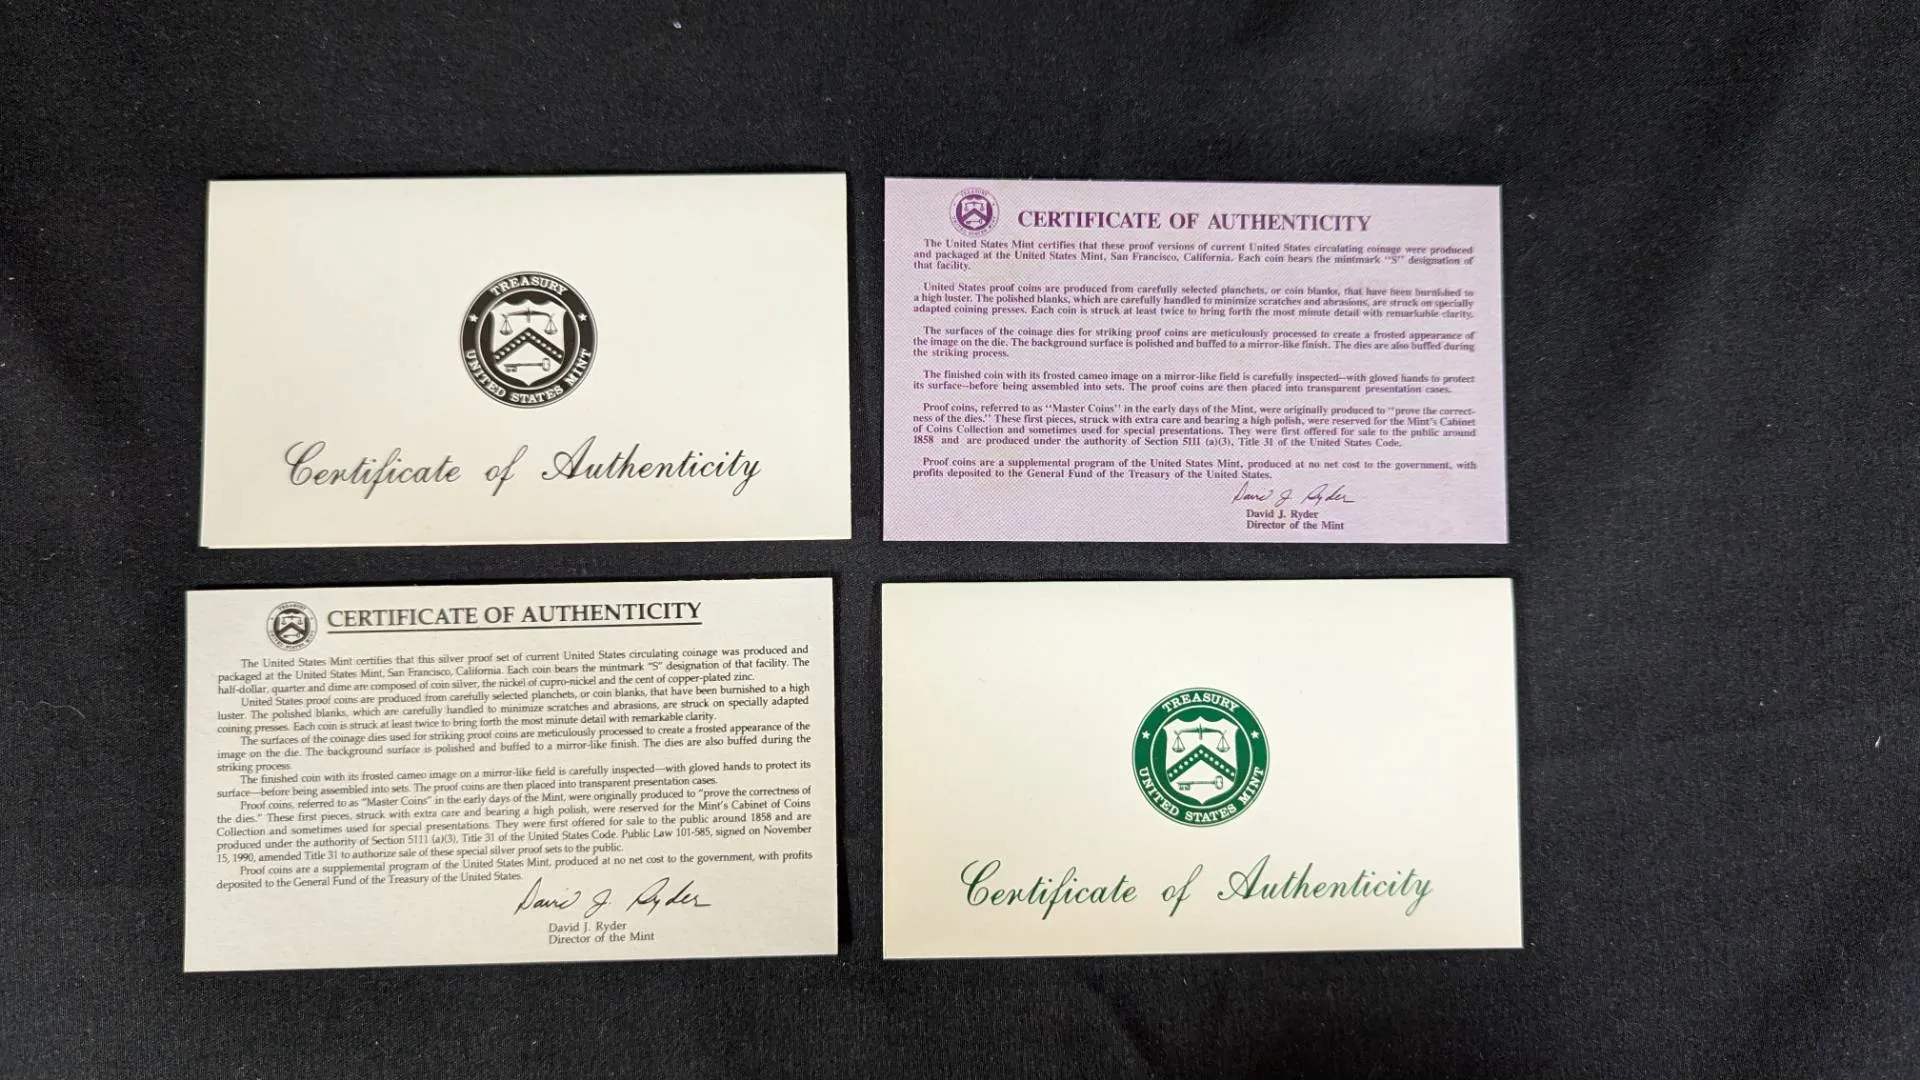 TREASURY
UNITED STATES MINT
Certificate of Authenticity
CERTIFICATE OF AUTHENTICITY
The United States Mint certifies that these proof versions of current United States circulating coinage were produced
and packaged at the United States Mint, San Francisco, California. Each coin bears the mintmark "S" designation of
that facility.
United States proof coins are produced from carefully selected planchets, or coin blanks, that have been burnished to
a high luster. The polished blanks, which are carefully handled to minimize scratches and abrasions, are struck on specially
adapted coining presses. Each coin is struck at least twice to bring forth the most minute detail with remarkable clarity.
The surfaces of the coinage dies for striking proof coins are meticulously processed to create a frosted appearance of
the image on the die. The background surface is polished and buffed to a mirror-like finish. The dies are also buffed during
the striking process.
The finished coin with its frosted cameo image on a mirror-like field is carefully inspected--with gloved hands to protect
its surface--before being assembled into sets. The proof coins are then placed into transparent presentation cases.
Proof coins, referred to as "Master Coins" in the early days of the Mint, were originally produced to "prove the correct-
ness of the dies." These first pieces, struck with extra care and bearing a high polish, were reserved for the Mint's Cabinet
of Coins Collection and sometimes used for special presentations. They were first offered for sale to the public around
1858 and are produced under the authority of Section 5111 (a)(3), Title 31 of the United States Code.
Proof coins are a supplemental program of the United States Mint, produced at no net cost to the government, with
profits deposited to the General Fund of the Treasury of the United States.
David J. Ryder
David J. Ryder
Director of the Mint
CERTIFICATE OF AUTHENTICITY
The United States Mint certifies that this silver proof set of current United States circulating coinage was produced and
packaged at the United States Mint, San Francisco, California. Each coin bears the mintmark "S" designation of that facility. The
half-dollar, quarter and dime are composed of coin silver, the nickel of cupro-nickel and the cent of copper-plated zinc.
United States proof coins are produced from carefully selected planchets, or coin blanks, that have been burnished to a high
luster. The polished blanks, which are carefully handled to minimize scratches and abrasions, are struck on specially adapted
coining presses. Each coin is struck at least twice to bring forth the most minute detail with remarkable clarity.
The surfaces of the coinage dies used for striking proof coins are meticulously processed to create a frosted appearance of the
image on the die. The background surface is polished and buffed to a mirror-like finish. The dies are also buffed during the
striking process.
The finished coin with its frosted cameo image on a mirror-like field is carefully inspected—with gloved hands to protect its
surface—before being assembled into sets. The proof coins are then placed into transparent presentation cases.
Proof coins, referred to as "Master Coins" in the early days of the Mint, were originally produced to "prove the correctness of
the dies." These first pieces, struck with extra care and bearing a high polish, were reserved for the Mint's Cabinet of Coins
Collection and sometimes used for special presentations. They were first offered for sale to the public around 1858 and are
produced under the authority of Section 5111 (a)(3), Title 31 of the United States Code. Public Law 101-585, signed on November
15, 1990, amended Title 31 to authorize sale of these special silver proof sets to the public.
Proof coins are a supplemental program of the United States Mint, produced at no net cost to the government, with profits
deposited to the General Fund of the Treasury of the United States.
David J. Ryder
David J. Ryder
Director of the Mint
TREASURY
UNITED STATES MINT
Certificate of Authenticity